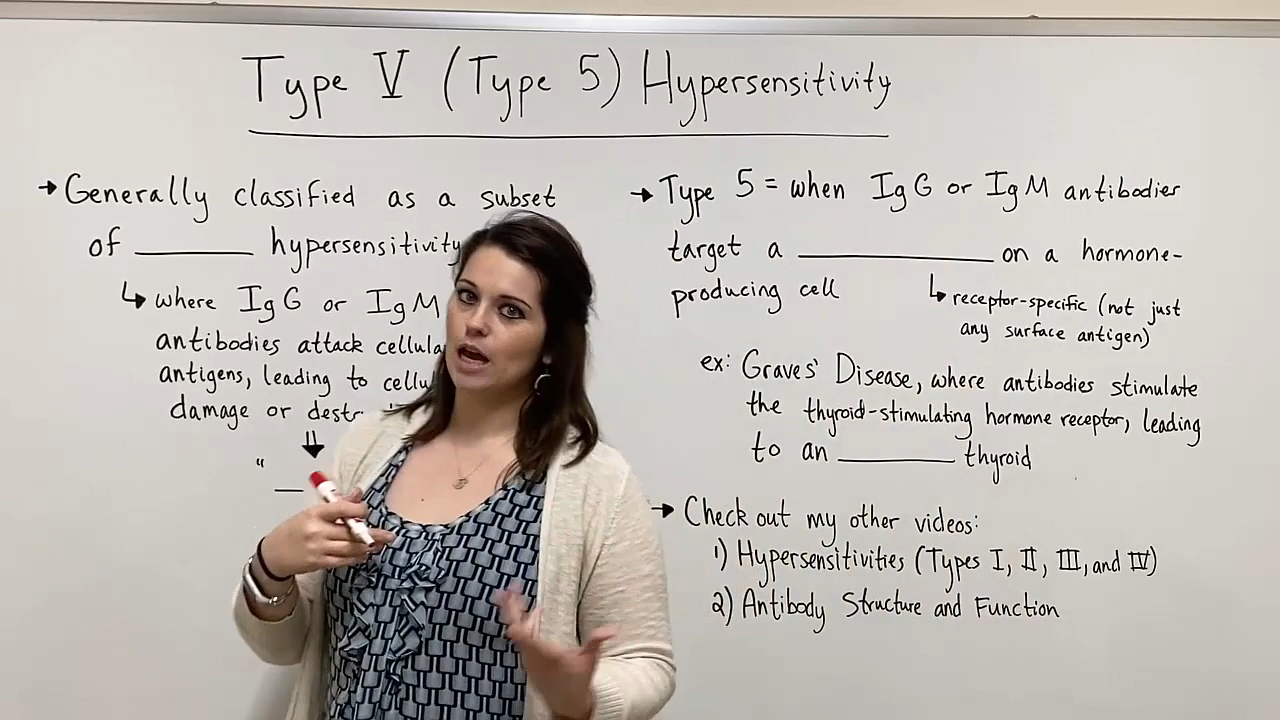 Type V (Type 5) Hypersensitivity
→ Generally classified as a subset
of ________ hypersensitivity
↳ where IgG or IgM
antibodies attack
antigens, leading to
damage or
⇓
“
→ Type 5 = when IgG or IgM antibodies
target a ____________ on a hormone-
producing cell
↳ receptor-specific (not just
any surface antigen)
ex: Graves' Disease, where antibodies stimulate
the thyroid-stimulating hormone receptor, leading
to an ________ thyroid
→ Check out my other videos:
1) Hypersensitivities (Types I, II, III, and IV)
2) Antibody Structure and Function